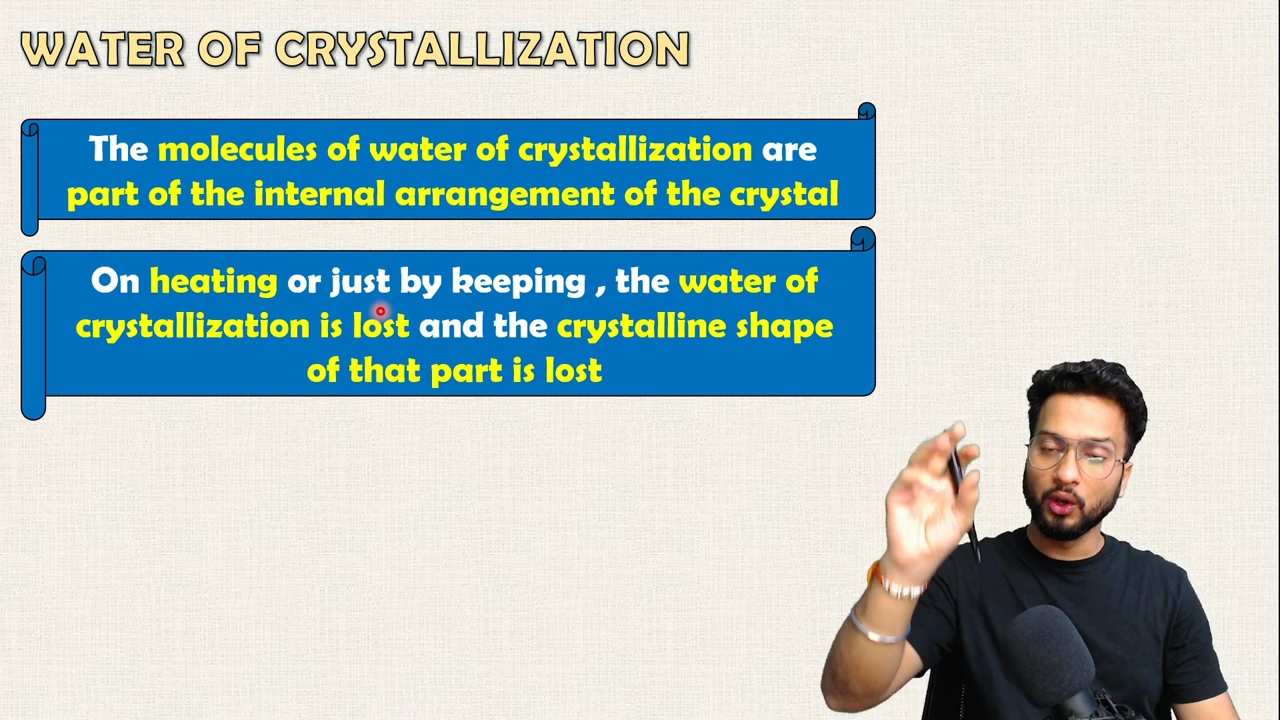 WATER OF CRYSTALLIZATION
The molecules of water of crystallization are
part of the internal arrangement of the crystal
On heating or just by keeping , the water of
crystallization is lost and the crystalline shape
of that part is lost